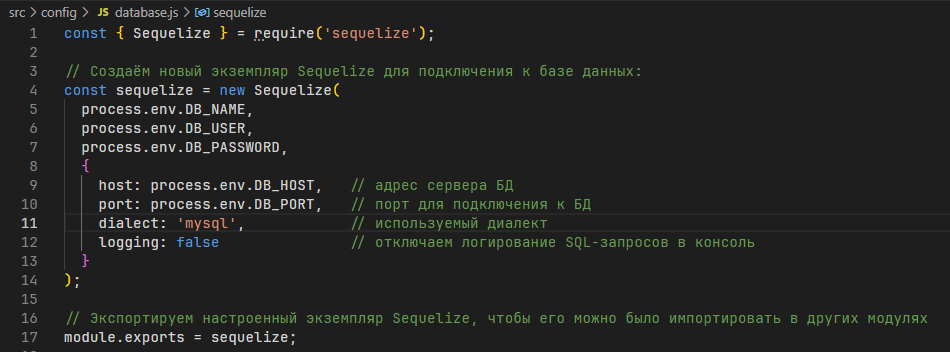 src > config > JS database.js > sequelize
1 const { Sequelize } = require('sequelize');
2
3 // Создаём новый экземпляр Sequelize для подключения к базе данных:
4 const sequelize = new Sequelize(
5 process.env.DB_NAME,
6 process.env.DB_USER,
7 process.env.DB_PASSWORD,
8 {
9 host: process.env.DB_HOST, // адрес сервера БД
10 port: process.env.DB_PORT, // порт для подключения к БД
11 dialect: 'mysql', // используемый диалект
12 logging: false // отключаем логирование SQL-запросов в консоль
13 }
14 );
15
16 // Экспортируем настроенный экземпляр Sequelize, чтобы его можно было импортировать в других модулях
17 module.exports = sequelize;